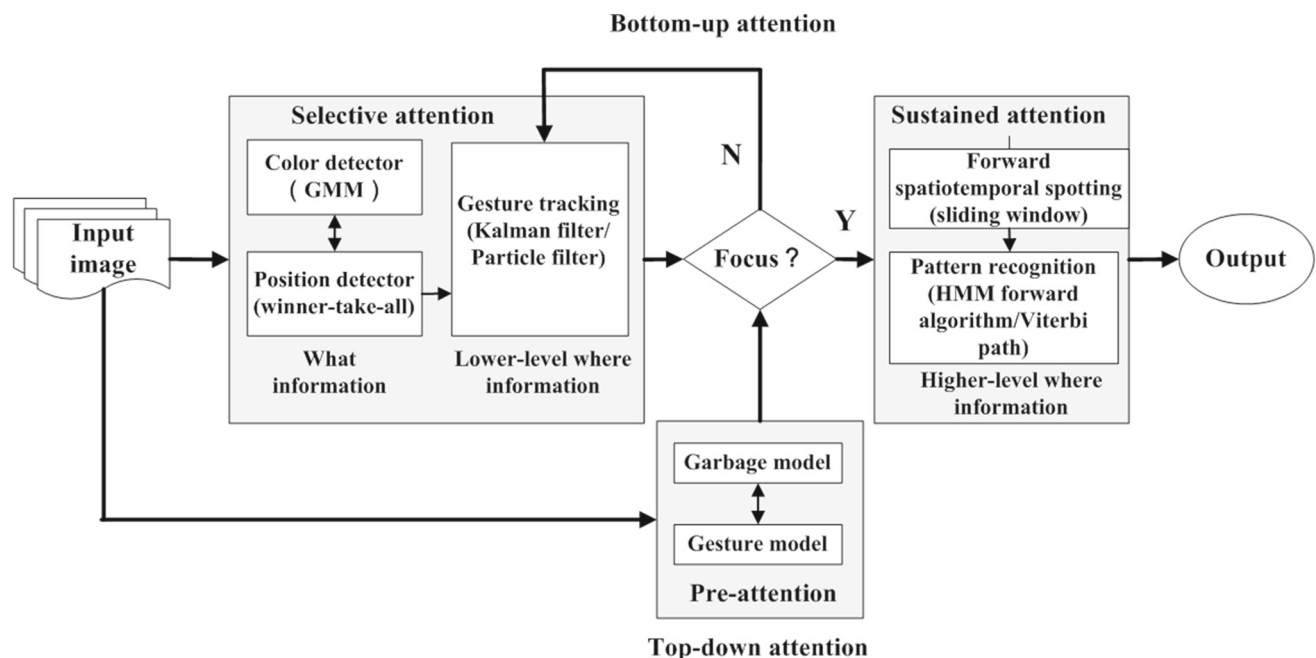 Bottom-up attention
Selective attention
Color detector
( GMM )
Position detector
(winner-take-all)
What
information
Gesture tracking
(Kalman filter/
Particle filter)
Lower-level where
information
Input
image
N
Focus ?
Y
Sustained attention
Forward
spatiotemporal spotting
(sliding window)
Pattern recognition
(HMM forward
algorithm/Viterbi
path)
Higher-level where
information
Output
Garbage model
Gesture model
Pre-attention
Top-down attention